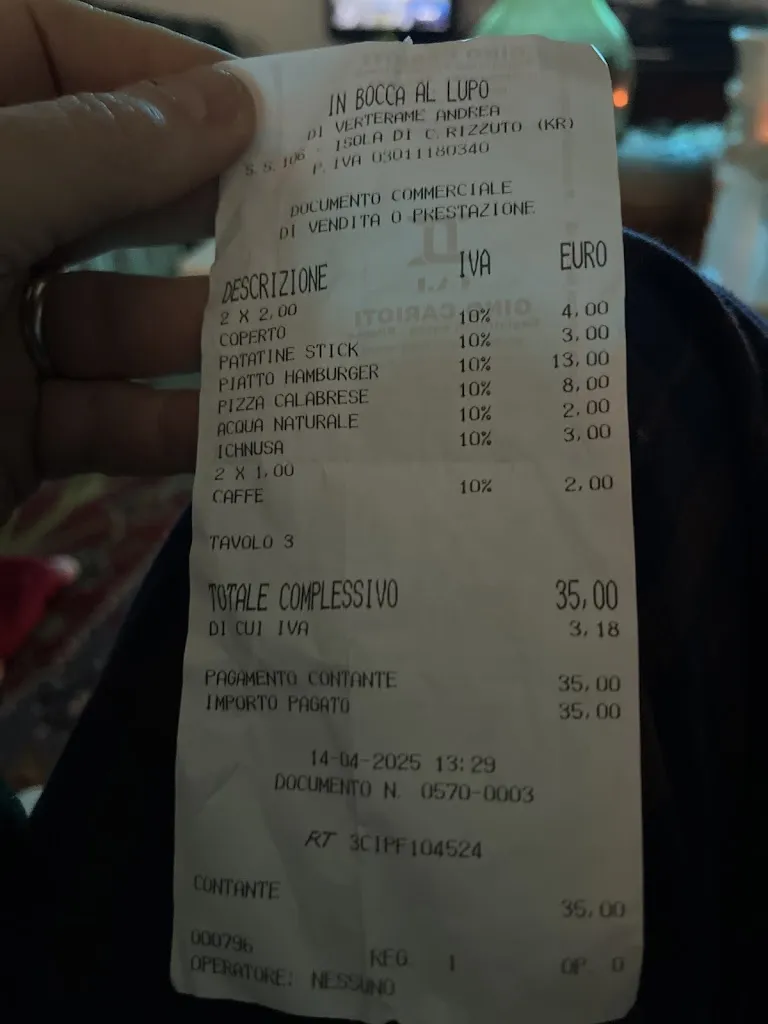 IN BOCCA AL LUPO
DI VERTERAME ANDREA
S.S.106 - ISOLA DI C.RIZZUTO (KR)
P.IVA 03011180340
DOCUMENTO COMMERCIALE
DI VENDITA O PRESTAZIONE
DESCRIZIONE IVA EURO
2 X 2,00
COPERTO 10% 4,00
PATATINE STICK 10% 3,00
PIATTO HAMBURGER 10% 13,00
PIZZA CALABRESE 10% 8,00
ACQUA NATURALE 10% 2,00
ICHNUSA 10% 3,00
2 X 1,00
CAFFE 10% 2,00
TAVOLO 3
TOTALE COMPLESSIVO 35,00
DI CUI IVA 3,18
PAGAMENTO CONTANTE 35,00
IMPORTO PAGATO 35,00
14-04-2025 13:29
DOCUMENTO N. 0570-0003
RT 3CIPF104524
CONTANTE 35,00
000796 REG 1 OP 0
OPERATORE: NESSUNO
GINO CARIOTI